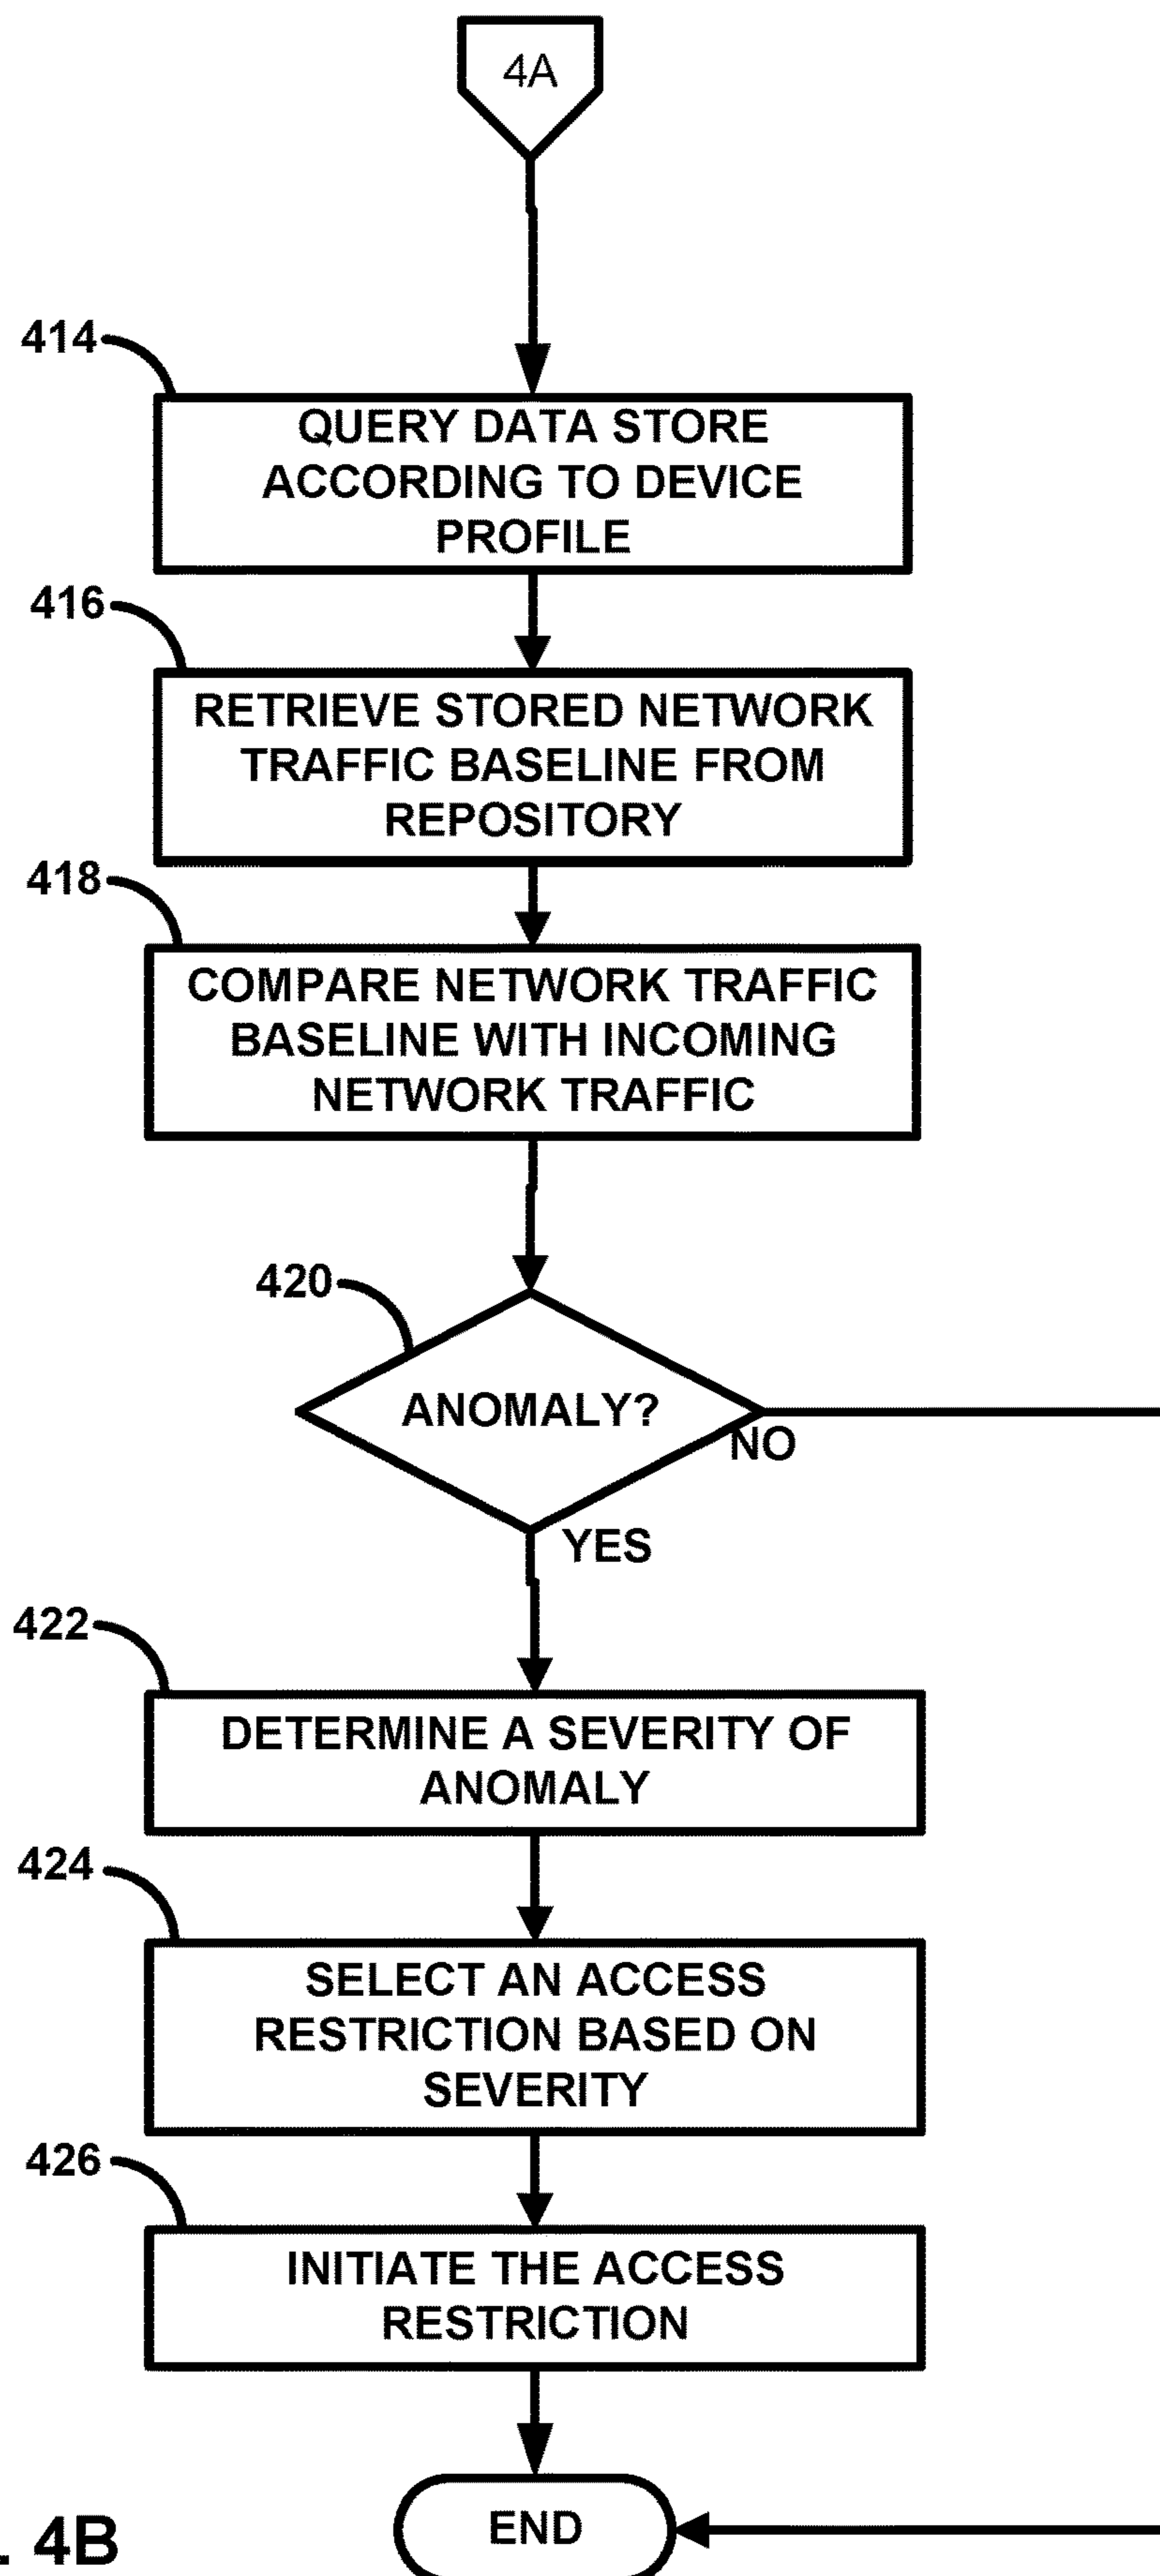 4A
414
QUERY DATA STORE
ACCORDING TO DEVICE
PROFILE
416
RETRIEVE STORED NETWORK
TRAFFIC BASELINE FROM
REPOSITORY
418
COMPARE NETWORK TRAFFIC
BASELINE WITH INCOMING
NETWORK TRAFFIC
420
ANOMALY?
NO
YES
422
DETERMINE A SEVERITY OF
ANOMALY
424
SELECT AN ACCESS
RESTRICTION BASED ON
SEVERITY
426
INITIATE THE ACCESS
RESTRICTION
END
. 4B